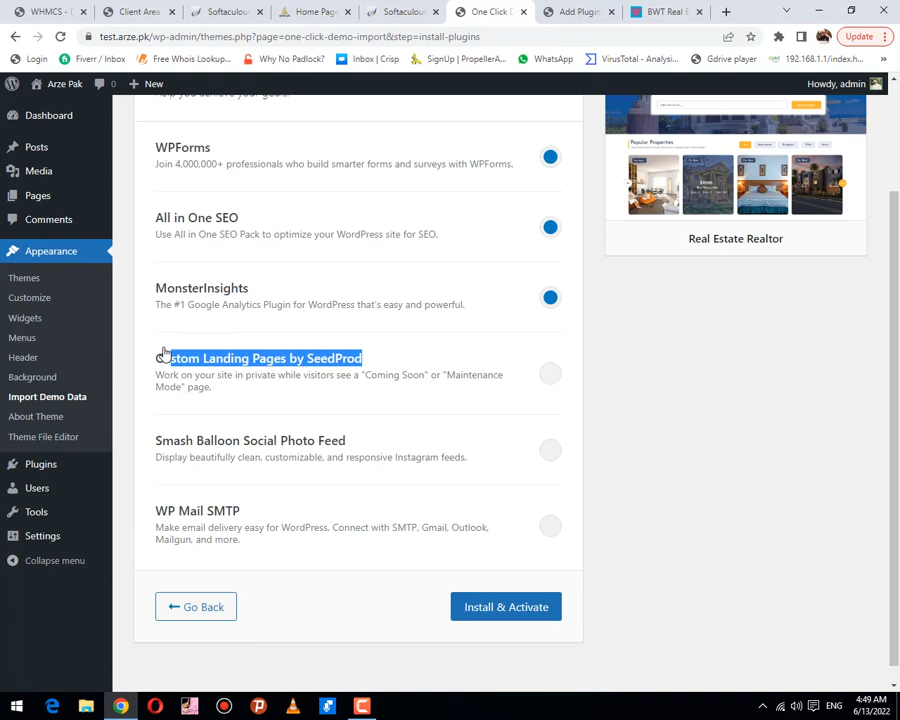 WHMCS - D
Client Area
Softaculous
Home Page
Softaculous
One Click D
Add Plugin
BWT Real E
test.arze.pk/wp-admin/themes.php?page=one-click-demo-import&step=install-plugins
Update
Login
Fiverr / Inbox
Free Whois Lookup...
Why No Padlock?
Inbox | Crisp
SignUp | PropellerA...
WhatsApp
VirusTotal - Analysi...
Gdrive player
192.168.1.1/index.h...
Arze Pak
0
New
Howdy, admin
Dashboard
Posts
Media
Pages
Comments
Appearance
Themes
Customize
Widgets
Menus
Header
Background
Import Demo Data
About Theme
Theme File Editor
Plugins
Users
Tools
Settings
Collapse menu
help you achieve your goals.
WPForms
Join 4,000,000+ professionals who build smarter forms and surveys with WPForms.
All in One SEO
Use All in One SEO Pack to optimize your WordPress site for SEO.
MonsterInsights
The #1 Google Analytics Plugin for WordPress that's easy and powerful.
Custom Landing Pages by SeedProd
Work on your site in private while visitors see a "Coming Soon" or "Maintenance
Mode" page.
Smash Balloon Social Photo Feed
Display beautifully clean, customizable, and responsive Instagram feeds.
WP Mail SMTP
Make email delivery easy for WordPress. Connect with SMTP, Gmail, Outlook,
Mailgun, and more.
Go Back
Install & Activate
Popular Properties
Real Estate Realtor
ENG
4:49 AM
6/13/2022